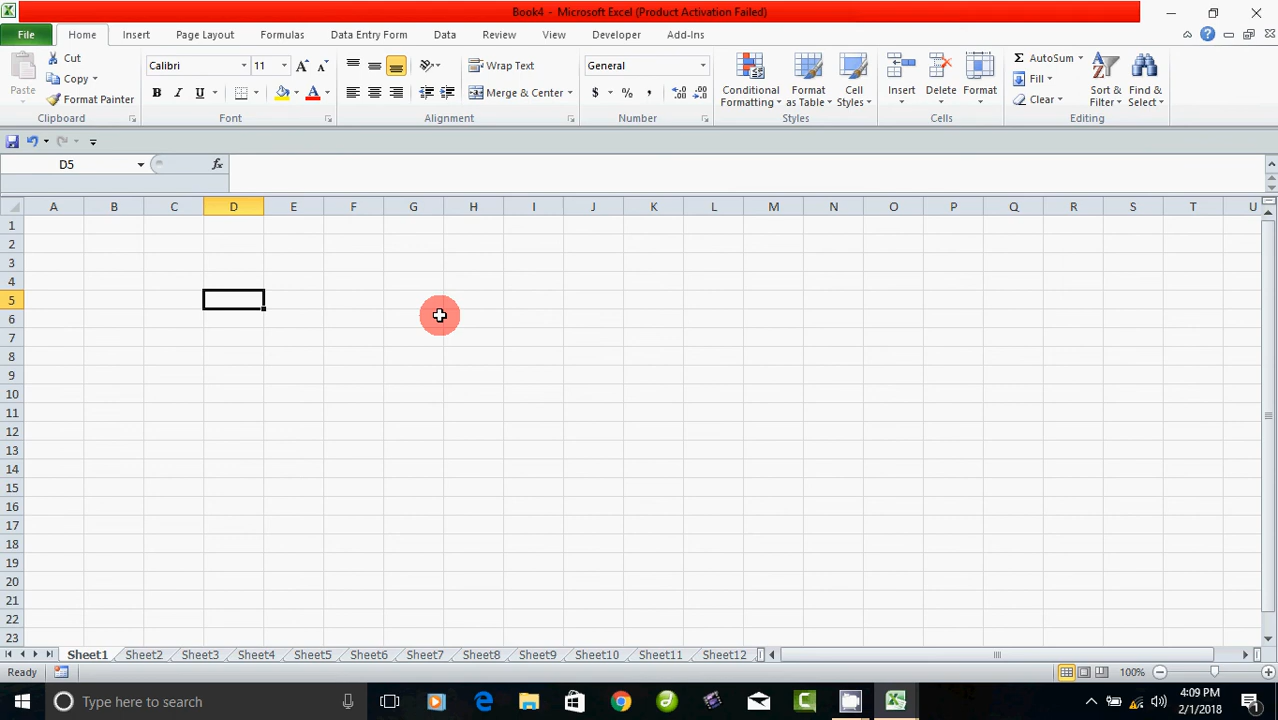 Book4 - Microsoft Excel (Product Activation Failed)
File Home Insert Page Layout Formulas Data Entry Form Data Review View Developer Add-Ins
Paste
Cut
Copy
Format Painter
Clipboard
Calibri 11
B I U
Font
Wrap Text
Merge & Center
Alignment
General
$ % ,
Number
Conditional Formatting
Format as Table
Cell Styles
Styles
Insert
Delete
Format
Cells
AutoSum
Fill
Clear
Sort & Filter
Find & Select
Editing
D5 fx
A B C D E F G H I J K L M N O P Q R S T U
1
2
3
4
5
6
7
8
9
10
11
12
13
14
15
16
17
18
19
20
21
22
23
Sheet1 Sheet2 Sheet3 Sheet4 Sheet5 Sheet6 Sheet7 Sheet8 Sheet9 Sheet10 Sheet11 Sheet12
Ready 100%
Type here to search
4:09 PM
2/1/2018